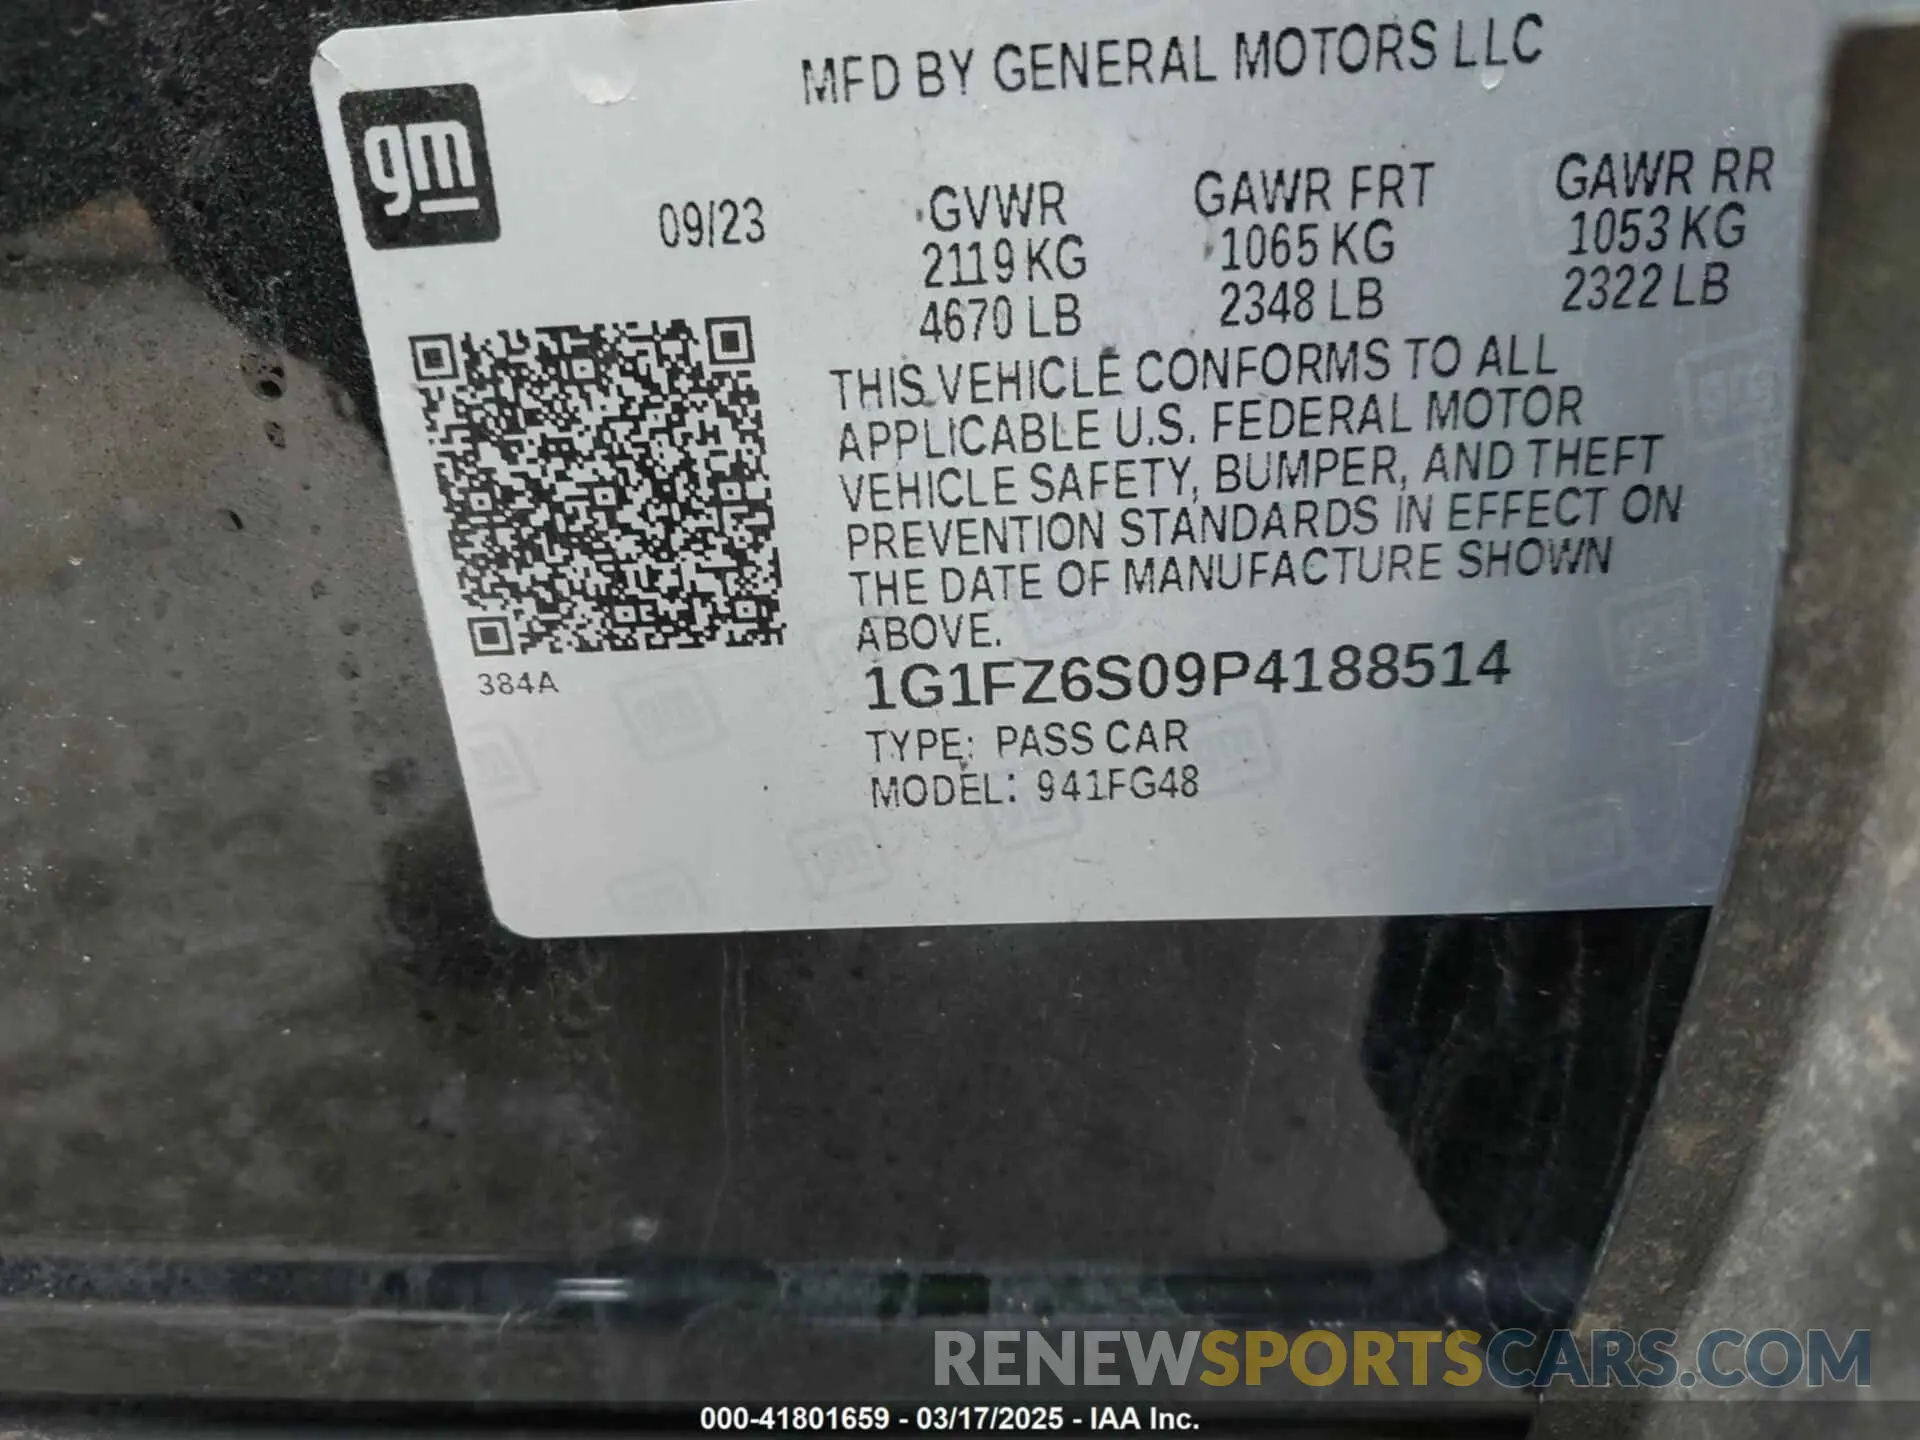 MFD BY GENERAL MOTORS LLC
gm
09/23
GVWR GAWR FRT GAWR RR
2119 KG 1065 KG 1053 KG
4670 LB 2348 LB 2322 LB
THIS VEHICLE CONFORMS TO ALL
APPLICABLE U.S. FEDERAL MOTOR
VEHICLE SAFETY, BUMPER, AND THEFT
PREVENTION STANDARDS IN EFFECT ON
THE DATE OF MANUFACTURE SHOWN
ABOVE.
384A
1G1FZ6S09P4188514
TYPE: PASS CAR
MODEL: 941FG48
RENEWSPORTSCARS.COM
000-41801659 - 03/17/2025 - IAA Inc.